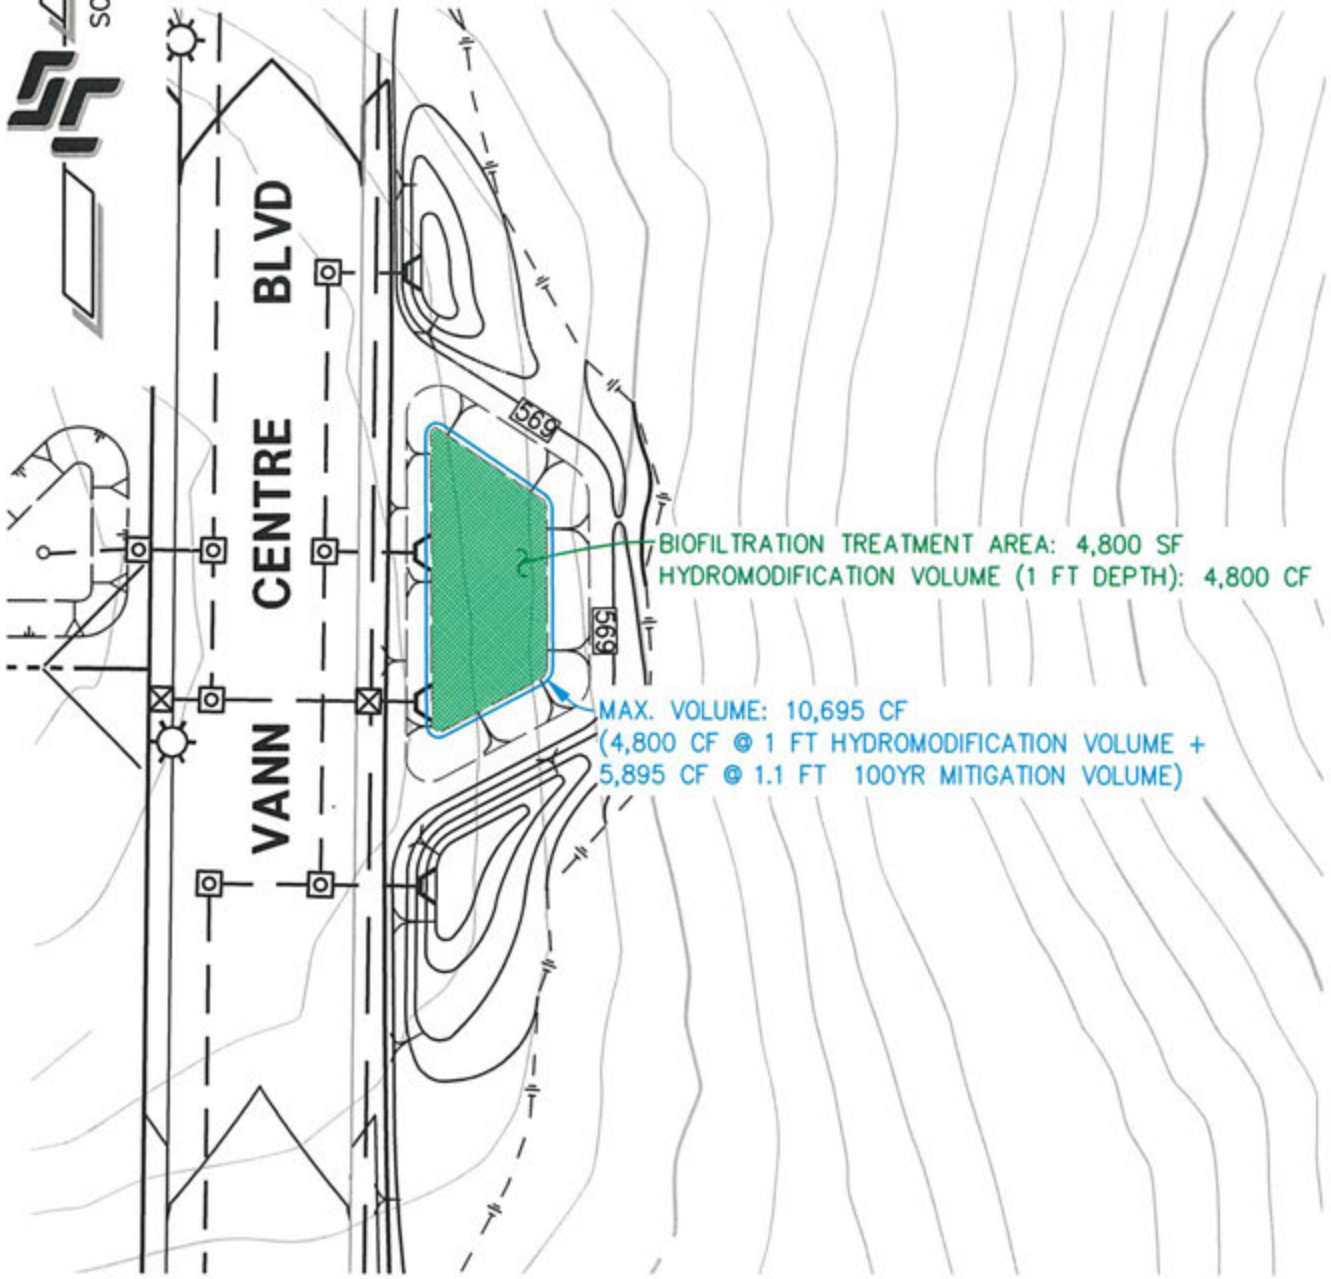 SC
VANN CENTRE BLVD
569
BIOFILTRATION TREATMENT AREA: 4,800 SF
HYDROMODIFICATION VOLUME (1 FT DEPTH): 4,800 CF
569
MAX. VOLUME: 10,695 CF
(4,800 CF @ 1 FT HYDROMODIFICATION VOLUME +
5,895 CF @ 1.1 FT 100YR MITIGATION VOLUME)